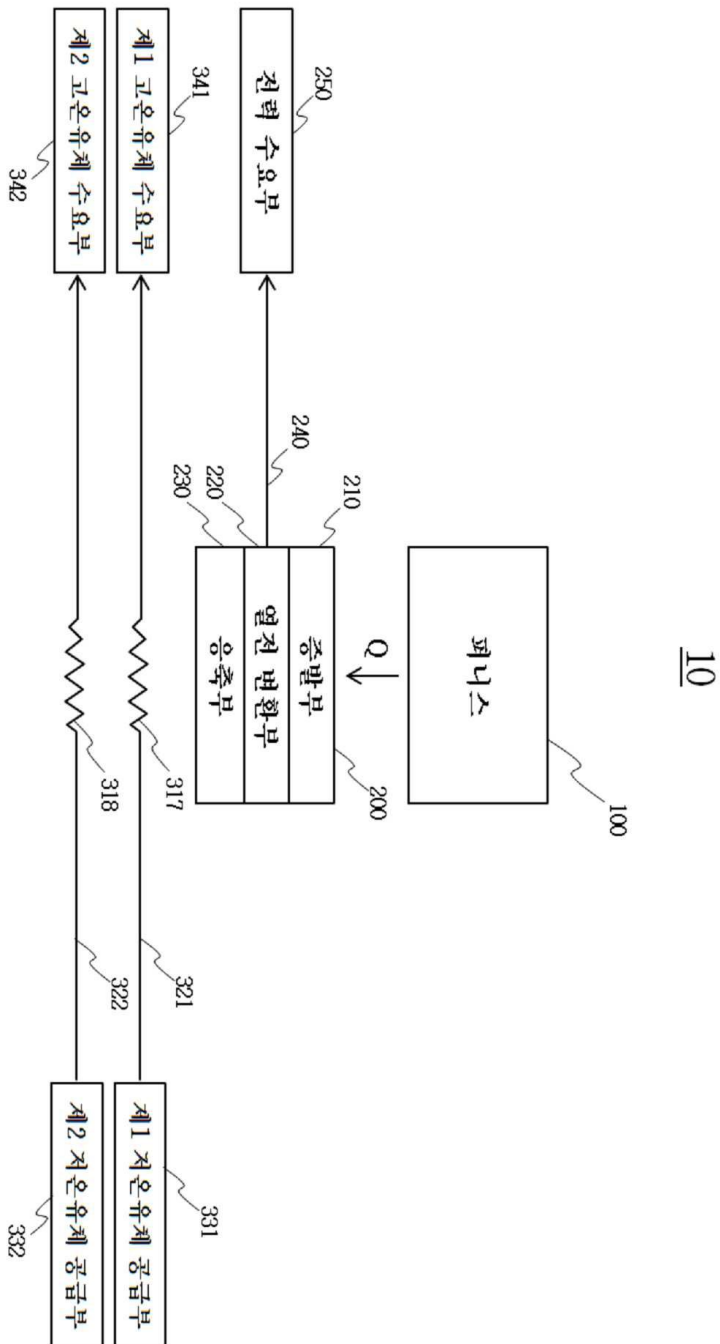 10
퍼니스
100
Q
210
증발부
200
250
전력 수요부
240
220
열전 변환부
230
응축부
341
제1 고온유체 수요부
317
321
331
제1 저온유체 공급부
제2 고온유체 수요부
342
318
322
제2 저온유체 공급부
332